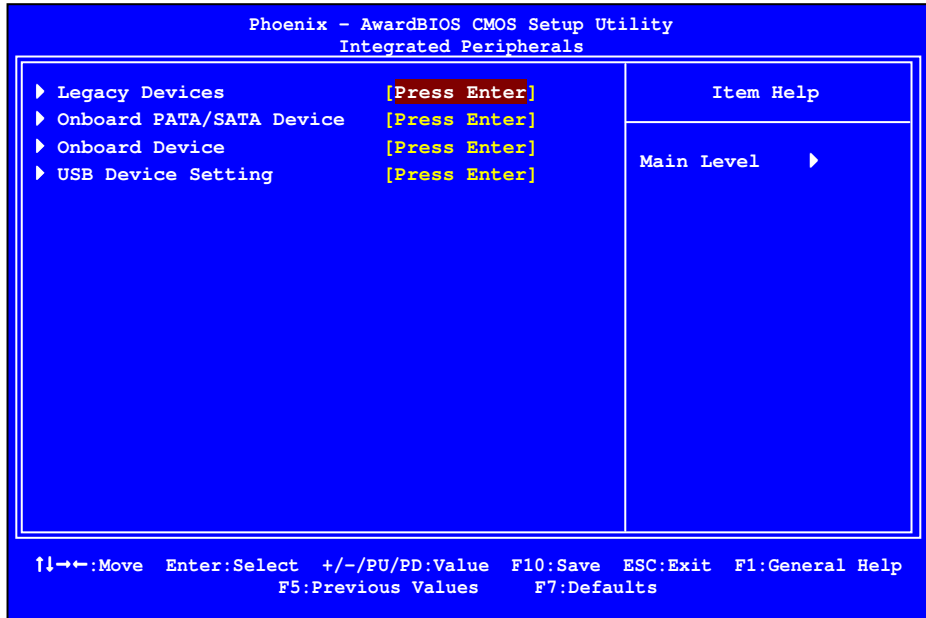 Phoenix – AwardBIOS CMOS Setup Utility
Integrated Peripherals
Legacy Devices [Press Enter]
Onboard PATA/SATA Device [Press Enter]
Onboard Device [Press Enter]
USB Device Setting [Press Enter]
Item Help
Main Level
↑↓→←:Move Enter:Select +/-/PU/PD:Value F10:Save ESC:Exit F1:General Help
F5:Previous Values F7:Defaults